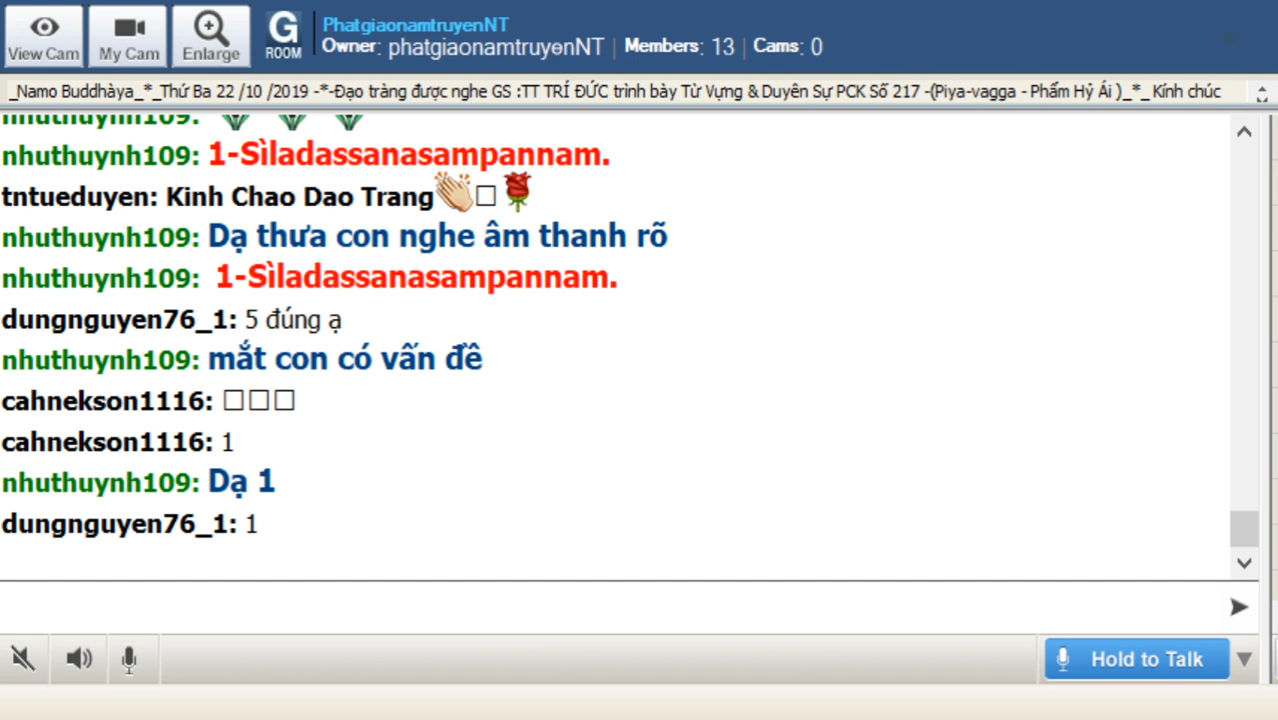 PhatgiaonamtruyenNT
View Cam
My Cam
Enlarge
G ROOM
Owner: phatgiaonamtruyenNT | Members: 13 | Cams: 0
_Namo Buddhàya_*_Thứ Ba 22 /10 /2019 -*-Đạo tràng được nghe GS :TT TRÍ ĐỨC trình bày Từ Vựng & Duyên Sự PCK Số 217 -(Piya-vagga - Phẩm Hỷ Ái )_*_ Kính chúc
nhuthuynh109:
nhuthuynh109: 1-Sìladassanasampannam.
tntueduyen: Kinh Chao Dao Trang
nhuthuynh109: Dạ thưa con nghe âm thanh rõ
nhuthuynh109: 1-Sìladassanasampannam.
dungnguyen76_1: 5 đúng ạ
nhuthuynh109: mắt con có vấn đề
cahnekson1116:
cahnekson1116: 1
nhuthuynh109: Dạ 1
dungnguyen76_1: 1
Hold to Talk